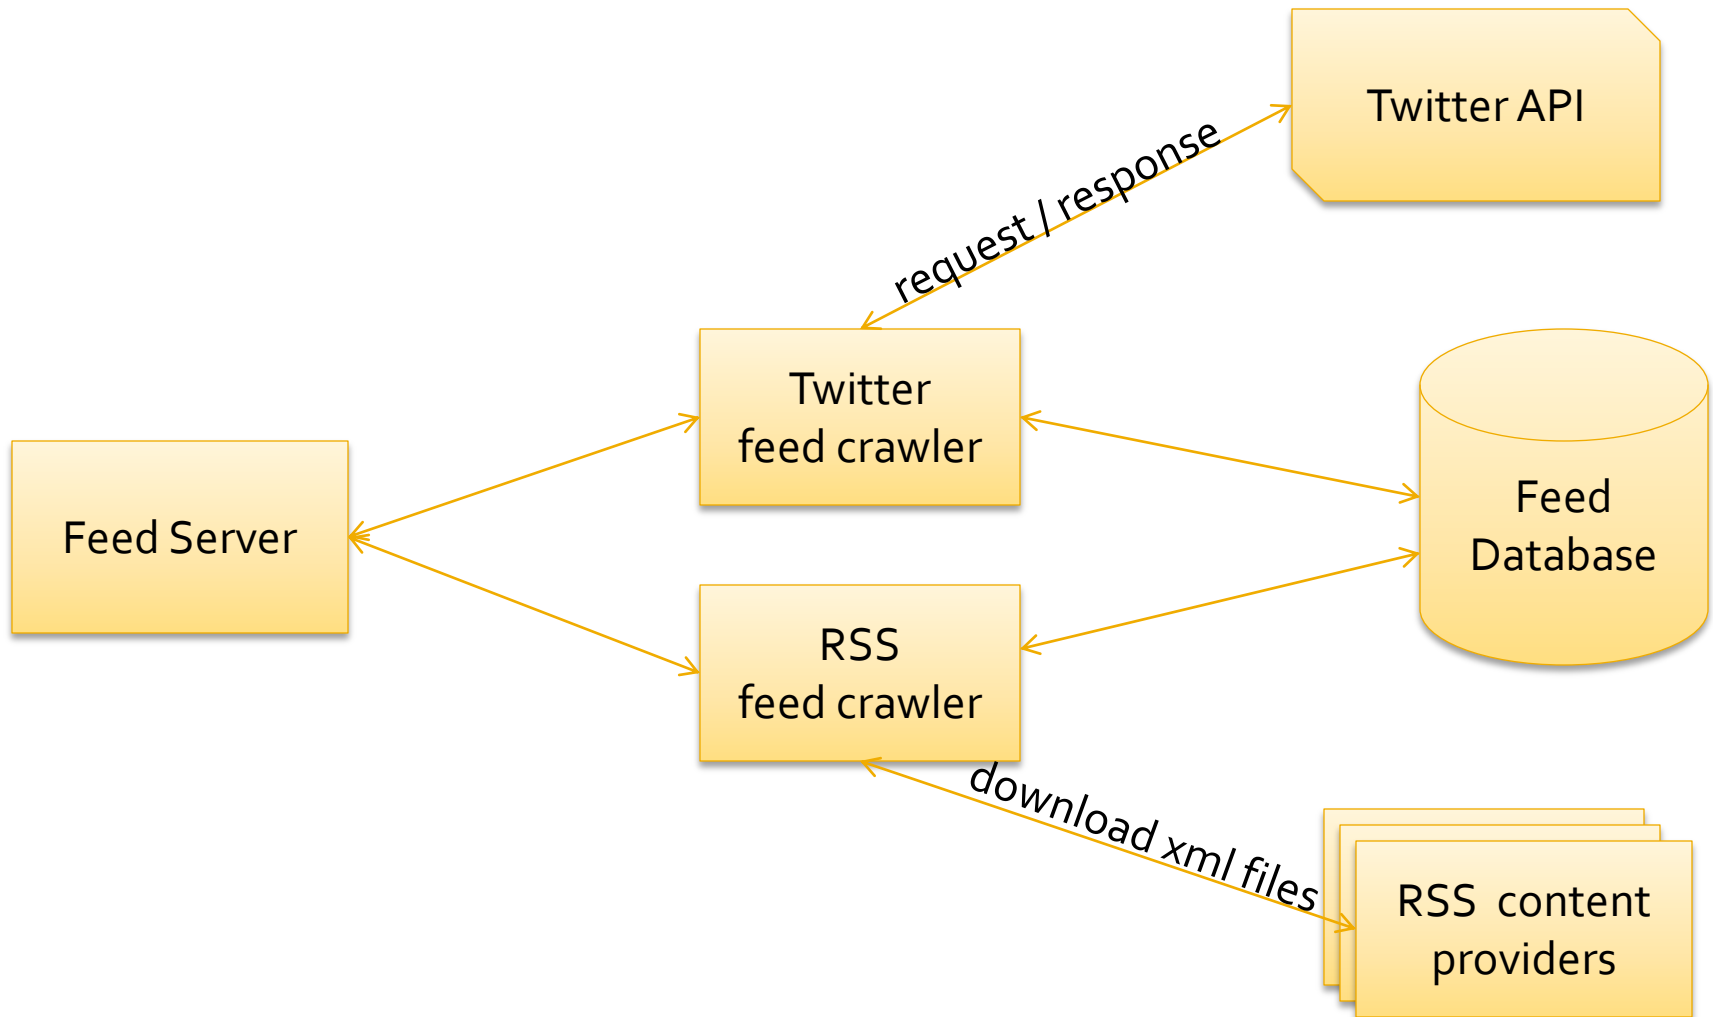 Twitter API
request / response
Twitter
feed crawler
Feed Server
Feed
Database
RSS
feed crawler
download xml files
RSS content
providers